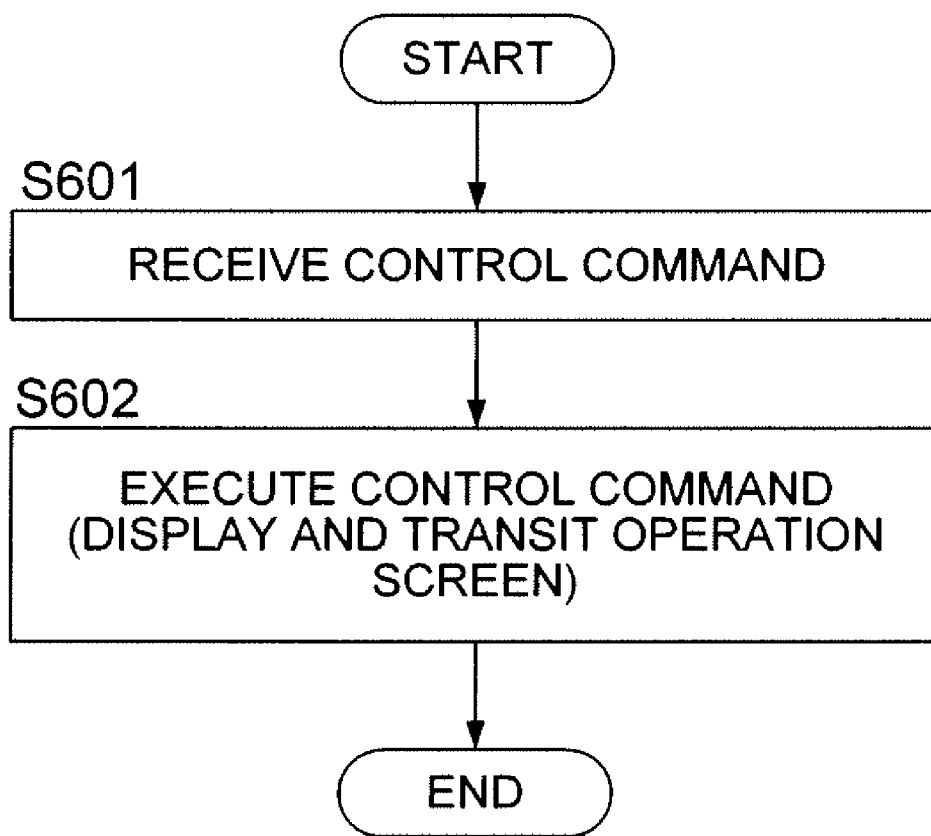 START
S601
RECEIVE CONTROL COMMAND
S602
EXECUTE CONTROL COMMAND
(DISPLAY AND TRANSIT OPERATION
SCREEN)
END